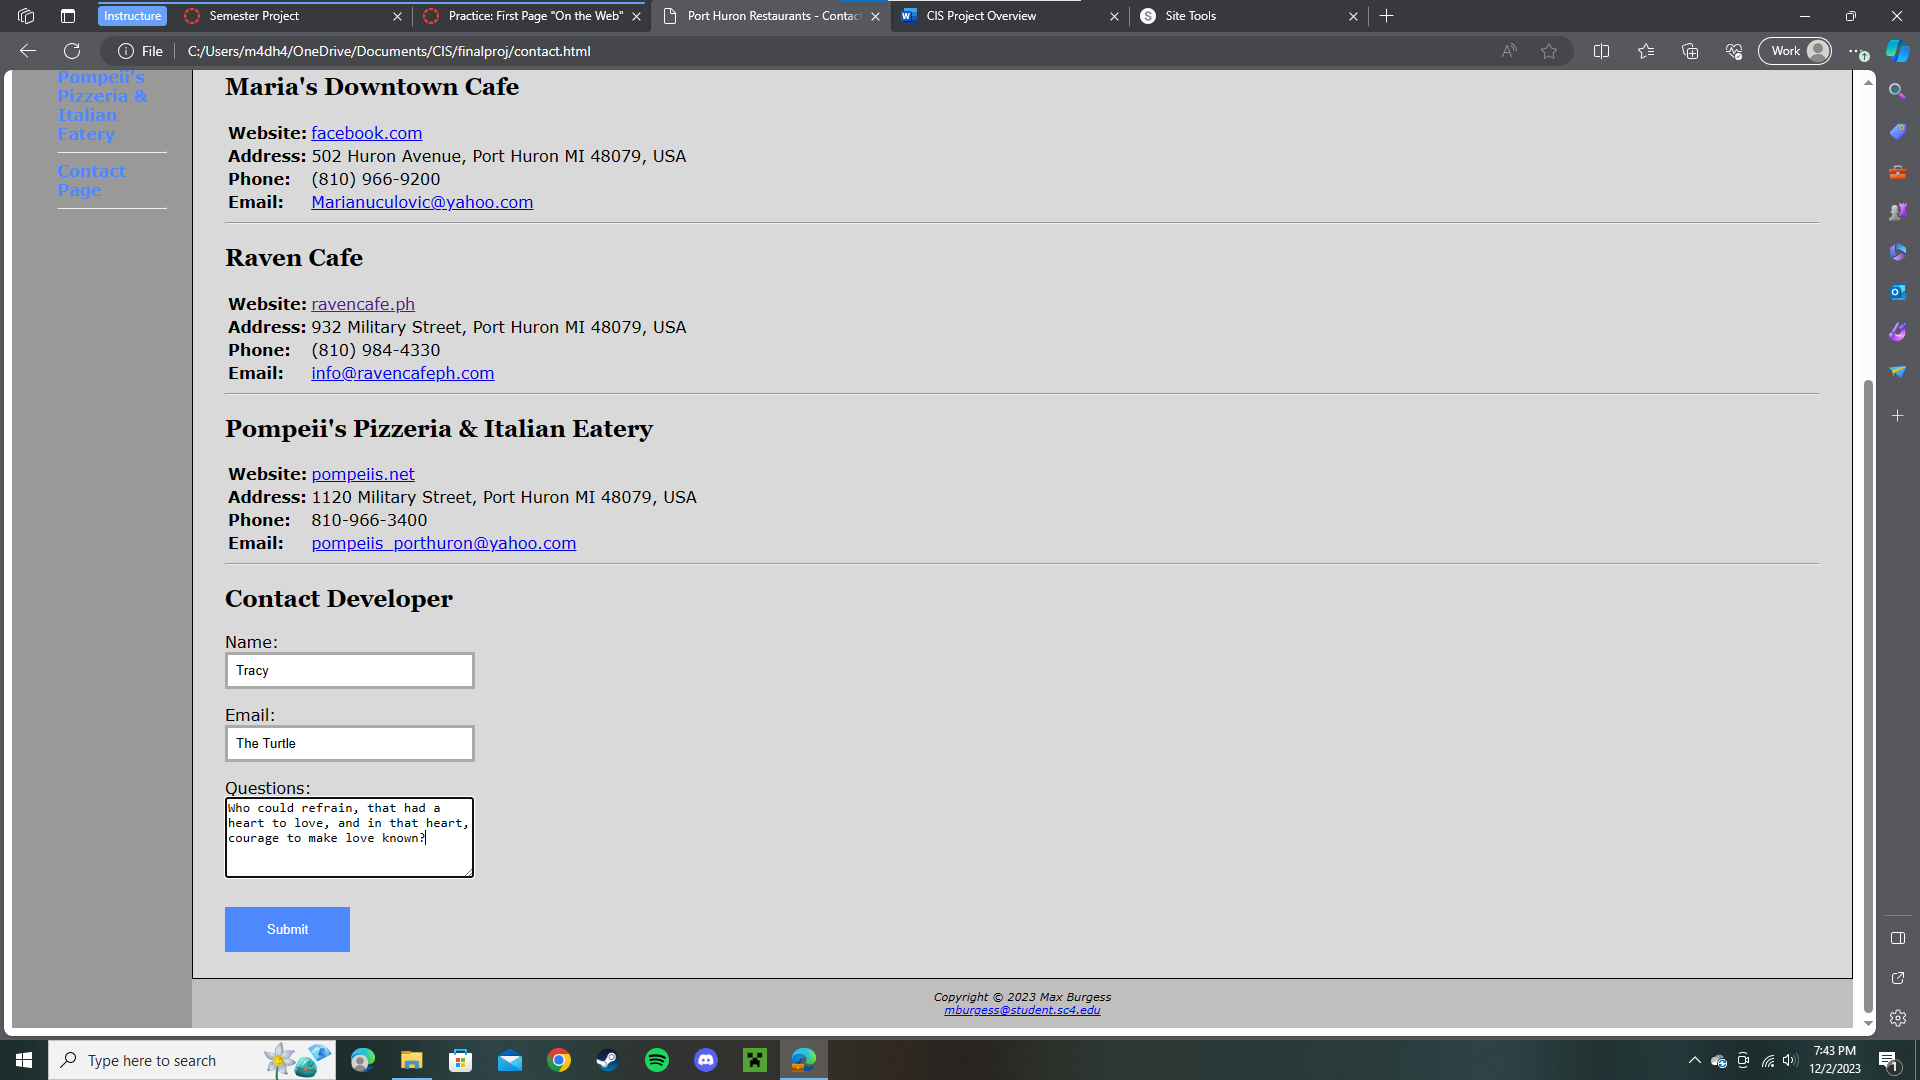 Instructure
Semester Project
Practice: First Page "On the Web"
Port Huron Restaurants - Contac
CIS Project Overview
Site Tools
File
C:/Users/m4dh4/OneDrive/Documents/CIS/finalproj/contact.html
Work
Pompeii's
Pizzeria &
Italian
Eatery
Contact
Page
Maria's Downtown Cafe
Website: facebook.com
Address: 502 Huron Avenue, Port Huron MI 48079, USA
Phone: (810) 966-9200
Email: Marianuculovic@yahoo.com
Raven Cafe
Website: ravencafe.ph
Address: 932 Military Street, Port Huron MI 48079, USA
Phone: (810) 984-4330
Email: info@ravencafeph.com
Pompeii's Pizzeria & Italian Eatery
Website: pompeiis.net
Address: 1120 Military Street, Port Huron MI 48079, USA
Phone: 810-966-3400
Email: pompeiis_porthuron@yahoo.com
Contact Developer
Name:
Tracy
Email:
The Turtle
Questions:
Who could refrain, that had a
heart to love, and in that heart,
courage to make love known?
Submit
Copyright © 2023 Max Burgess
mburgess@student.sc4.edu
Type here to search
7:43 PM
12/2/2023
1